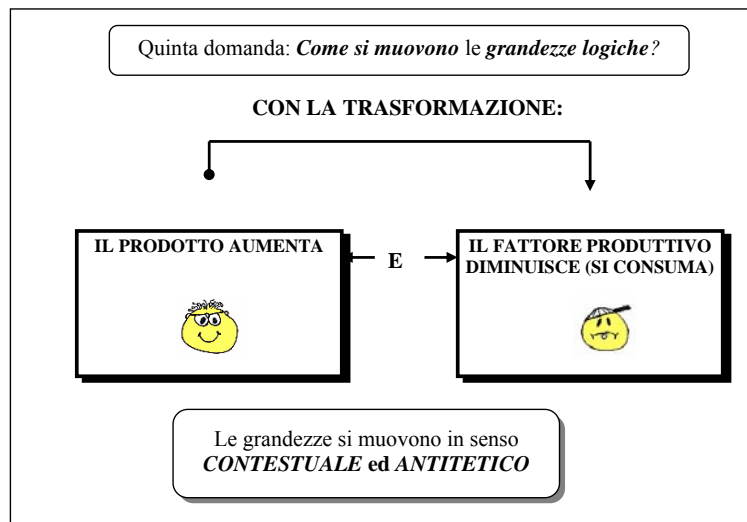 Quinta domanda: Come si muovono le grandezze logiche?
CON LA TRASFORMAZIONE:
IL PRODOTTO AUMENTA
E
IL FATTORE PRODUTTIVO
DIMINUISCE (SI CONSUMA)
Le grandezze si muovono in senso
CONTESTUALE ed ANTITETICO